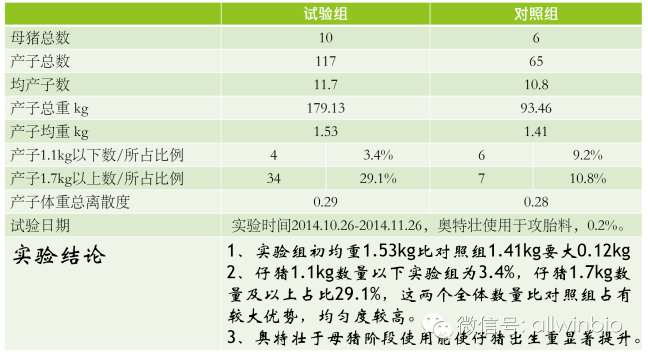 试验组 对照组
母猪总数 10 6
产子总数 117 65
均产子数 11.7 10.8
产子总重 kg 179.13 93.46
产子均重 kg 1.53 1.41
产子1.1kg以下数/所占比例 4 3.4% 6 9.2%
产子1.7kg以上数/所占比例 34 29.1% 7 10.8%
产子体重总离散度 0.29 0.28
试验日期 实验时间2014.10.26-2014.11.26，奥特壮使用于攻胎料，0.2%。
实验结论 1、实验组初均重1.53kg比对照组1.41kg要大0.12kg
2、仔猪1.1kg数量以下实验组为3.4%，仔猪1.7kg数
量及以上占比29.1%，这两个全体数量比对照组占有
较大优势，均匀度较高。
3、奥特壮于母猪阶段使用能使仔猪出生重显著提升。
微信号: allwinbio